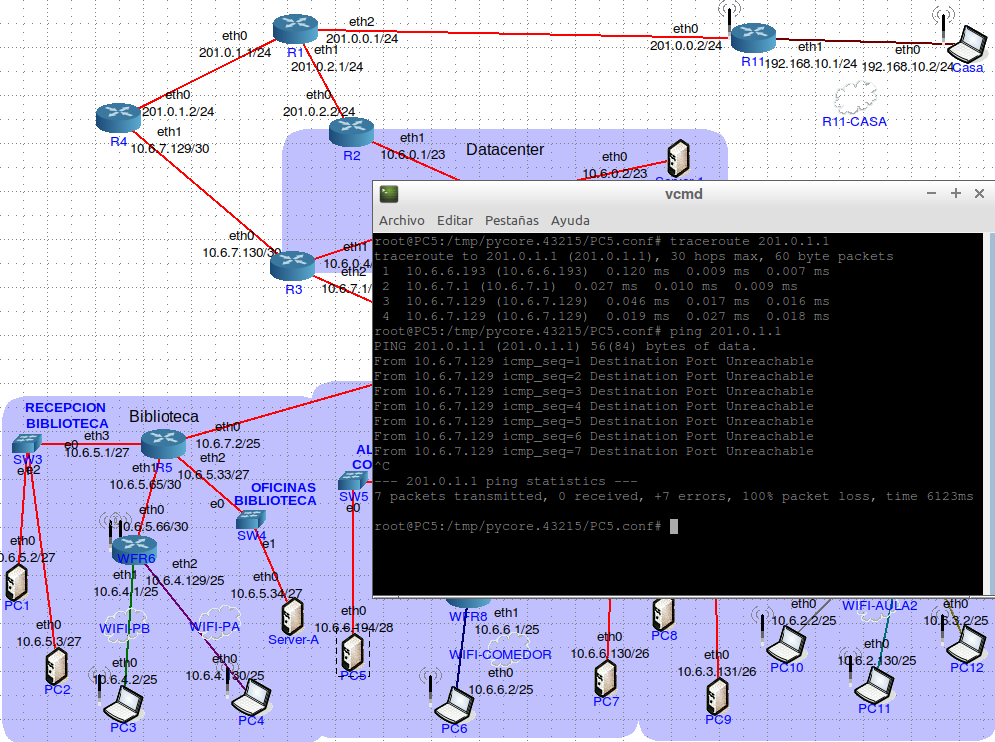 eth2
eth0
201.0.0.1/24
eth0
201.0.0.2/24
R1
R11
eth1
192.168.10.1/24
eth0
192.168.10.2/24
Casa
201.0.1.1/24
eth1
201.0.2.1/24
R11-CASA
eth0
201.0.1.2/24
eth0
201.0.2.2/24
R4
eth1
10.6.7.129/30
R2
eth1
10.6.0.1/23
Datacenter
eth0
10.6.0.2/23
eth0
10.6.7.130/30
eth1
R3
eth2
10.6.7.1/
vcmd
Archivo Editar Pestañas Ayuda
root@PC5:/tmp/pycore.43215/PC5.conf# traceroute 201.0.1.1
traceroute to 201.0.1.1 (201.0.1.1), 30 hops max, 60 byte packets
1 10.6.6.193 (10.6.6.193) 0.120 ms 0.009 ms 0.007 ms
2 10.6.7.1 (10.6.7.1) 0.027 ms 0.010 ms 0.009 ms
3 10.6.7.129 (10.6.7.129) 0.046 ms 0.017 ms 0.016 ms
4 10.6.7.129 (10.6.7.129) 0.019 ms 0.027 ms 0.018 ms
root@PC5:/tmp/pycore.43215/PC5.conf# ping 201.0.1.1
PING 201.0.1.1 (201.0.1.1) 56(84) bytes of data.
From 10.6.7.129 icmp_seq=1 Destination Port Unreachable
From 10.6.7.129 icmp_seq=2 Destination Port Unreachable
From 10.6.7.129 icmp_seq=3 Destination Port Unreachable
From 10.6.7.129 icmp_seq=4 Destination Port Unreachable
From 10.6.7.129 icmp_seq=5 Destination Port Unreachable
From 10.6.7.129 icmp_seq=6 Destination Port Unreachable
From 10.6.7.129 icmp_seq=7 Destination Port Unreachable
^C
--- 201.0.1.1 ping statistics ---
7 packets transmitted, 0 received, +7 errors, 100% packet loss, time 6123ms
root@PC5:/tmp/pycore.43215/PC5.conf#
RECEPCION
BIBLIOTECA
Biblioteca
eth3
e0
10.6.5.1/27
SW3
e2
eth0
10.6.7.2/25
R5
eth1
10.6.5.65/30
eth2
10.6.5.33/27
OFICINAS
BIBLIOTECA
e0
SW4
e1
AL
CO
SW5
e0
eth0
10.6.5.66/30
WFR6
eth1
10.6.4.1/25
eth2
10.6.4.129/25
0.6.5.2/27
PC1
WIFI-PB
WIFI-PA
eth0
10.6.5.34/27
Server-A
eth0
10.6.5.3/27
PC2
eth0
10.6.4.2/25
PC3
eth0
PC4
eth0
10.6.6.194/28
PC5
WFR8
eth1
10.6.6.1/25
WIFI-COMEDOR
eth0
10.6.6.2/25
PC6
eth0
10.6.6.130/26
PC7
PC8
eth0
10.6.3.131/26
PC9
eth0
10.6.2.2/25
PC10
WIFI-AULA2
eth0
10.6.2.130/25
PC11
eth0
10.6.3.2/25
PC12